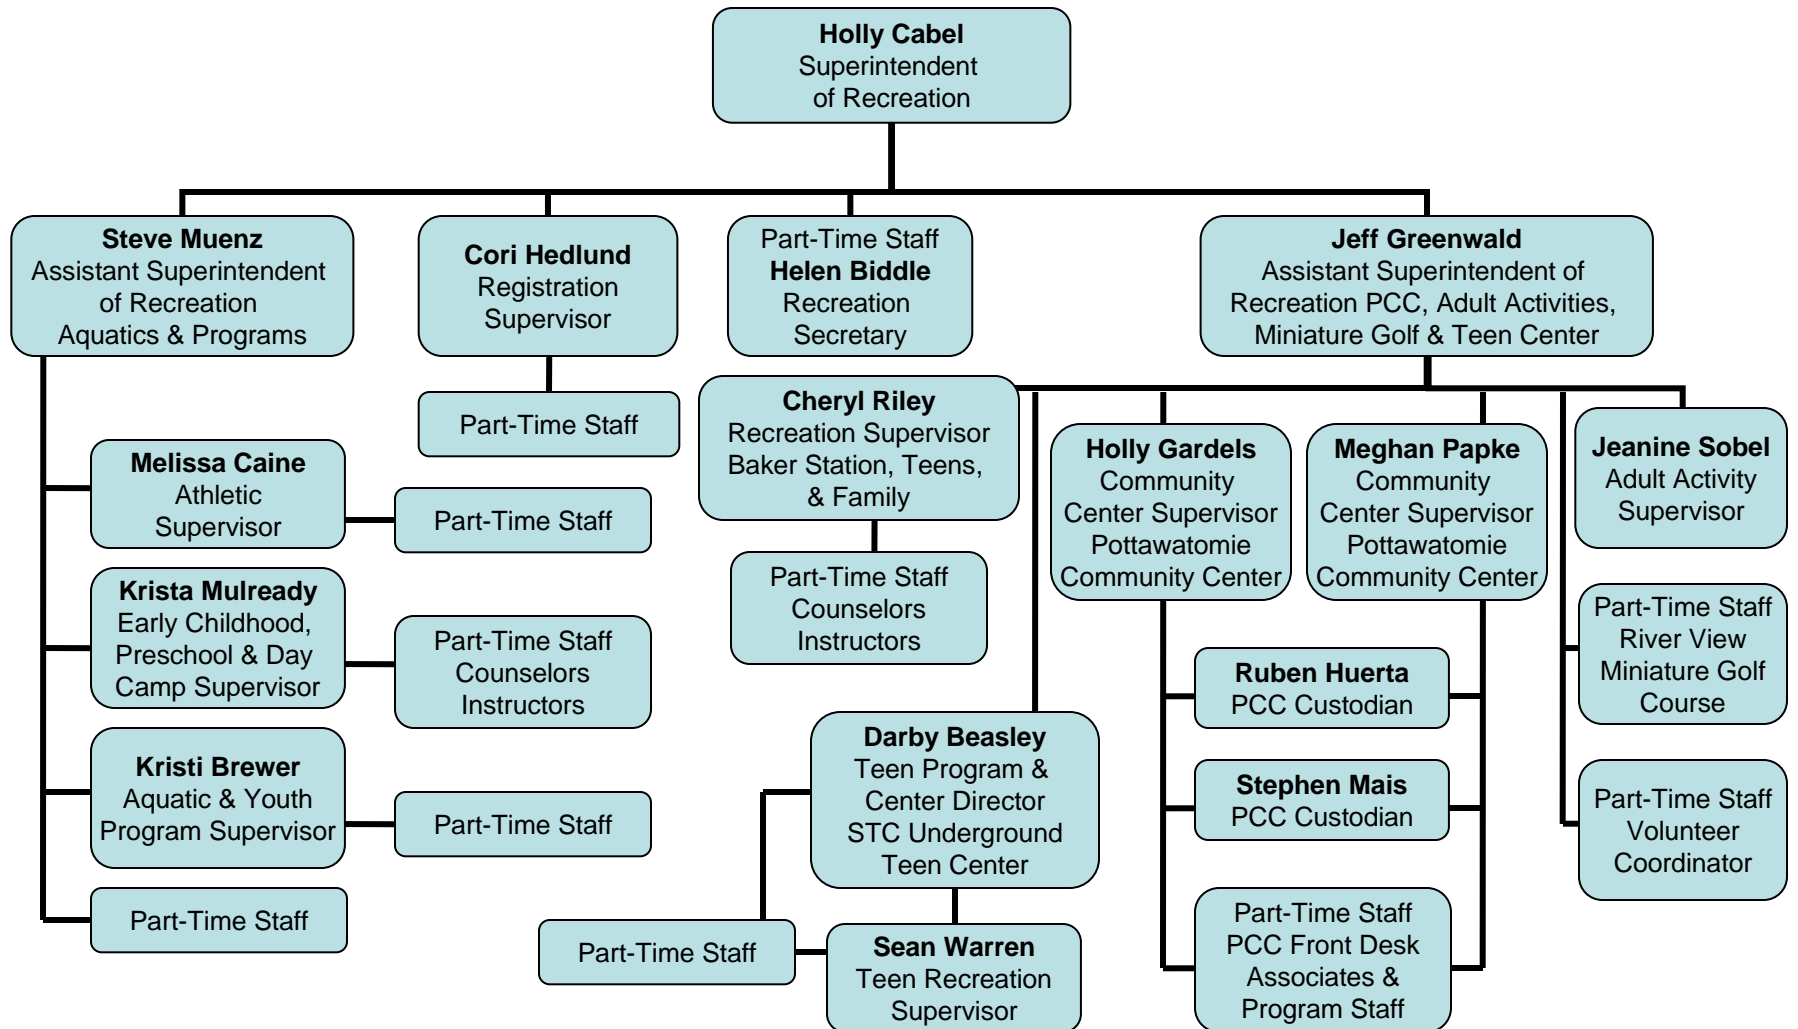 Holly Cabel
Superintendent
of Recreation
Steve Muenz
Assistant Superintendent
of Recreation
Aquatics & Programs
Cori Hedlund
Registration
Supervisor
Part-Time Staff
Helen Biddle
Recreation
Secretary
Jeff Greenwald
Assistant Superintendent of
Recreation PCC, Adult Activities,
Miniature Golf & Teen Center
Part-Time Staff
Melissa Caine
Athletic
Supervisor
Part-Time Staff
Krista Mulready
Early Childhood,
Preschool & Day
Camp Supervisor
Part-Time Staff
Counselors
Instructors
Kristi Brewer
Aquatic & Youth
Program Supervisor
Part-Time Staff
Part-Time Staff
Cheryl Riley
Recreation Supervisor
Baker Station, Teens,
& Family
Part-Time Staff
Counselors
Instructors
Darby Beasley
Teen Program &
Center Director
STC Underground
Teen Center
Part-Time Staff
Sean Warren
Teen Recreation
Supervisor
Holly Gardels
Community
Center Supervisor
Pottawatomie
Community Center
Meghan Papke
Community
Center Supervisor
Pottawatomie
Community Center
Ruben Huerta
PCC Custodian
Stephen Mais
PCC Custodian
Part-Time Staff
PCC Front Desk
Associates &
Program Staff
Jeanine Sobel
Adult Activity
Supervisor
Part-Time Staff
River View
Miniature Golf
Course
Part-Time Staff
Volunteer
Coordinator